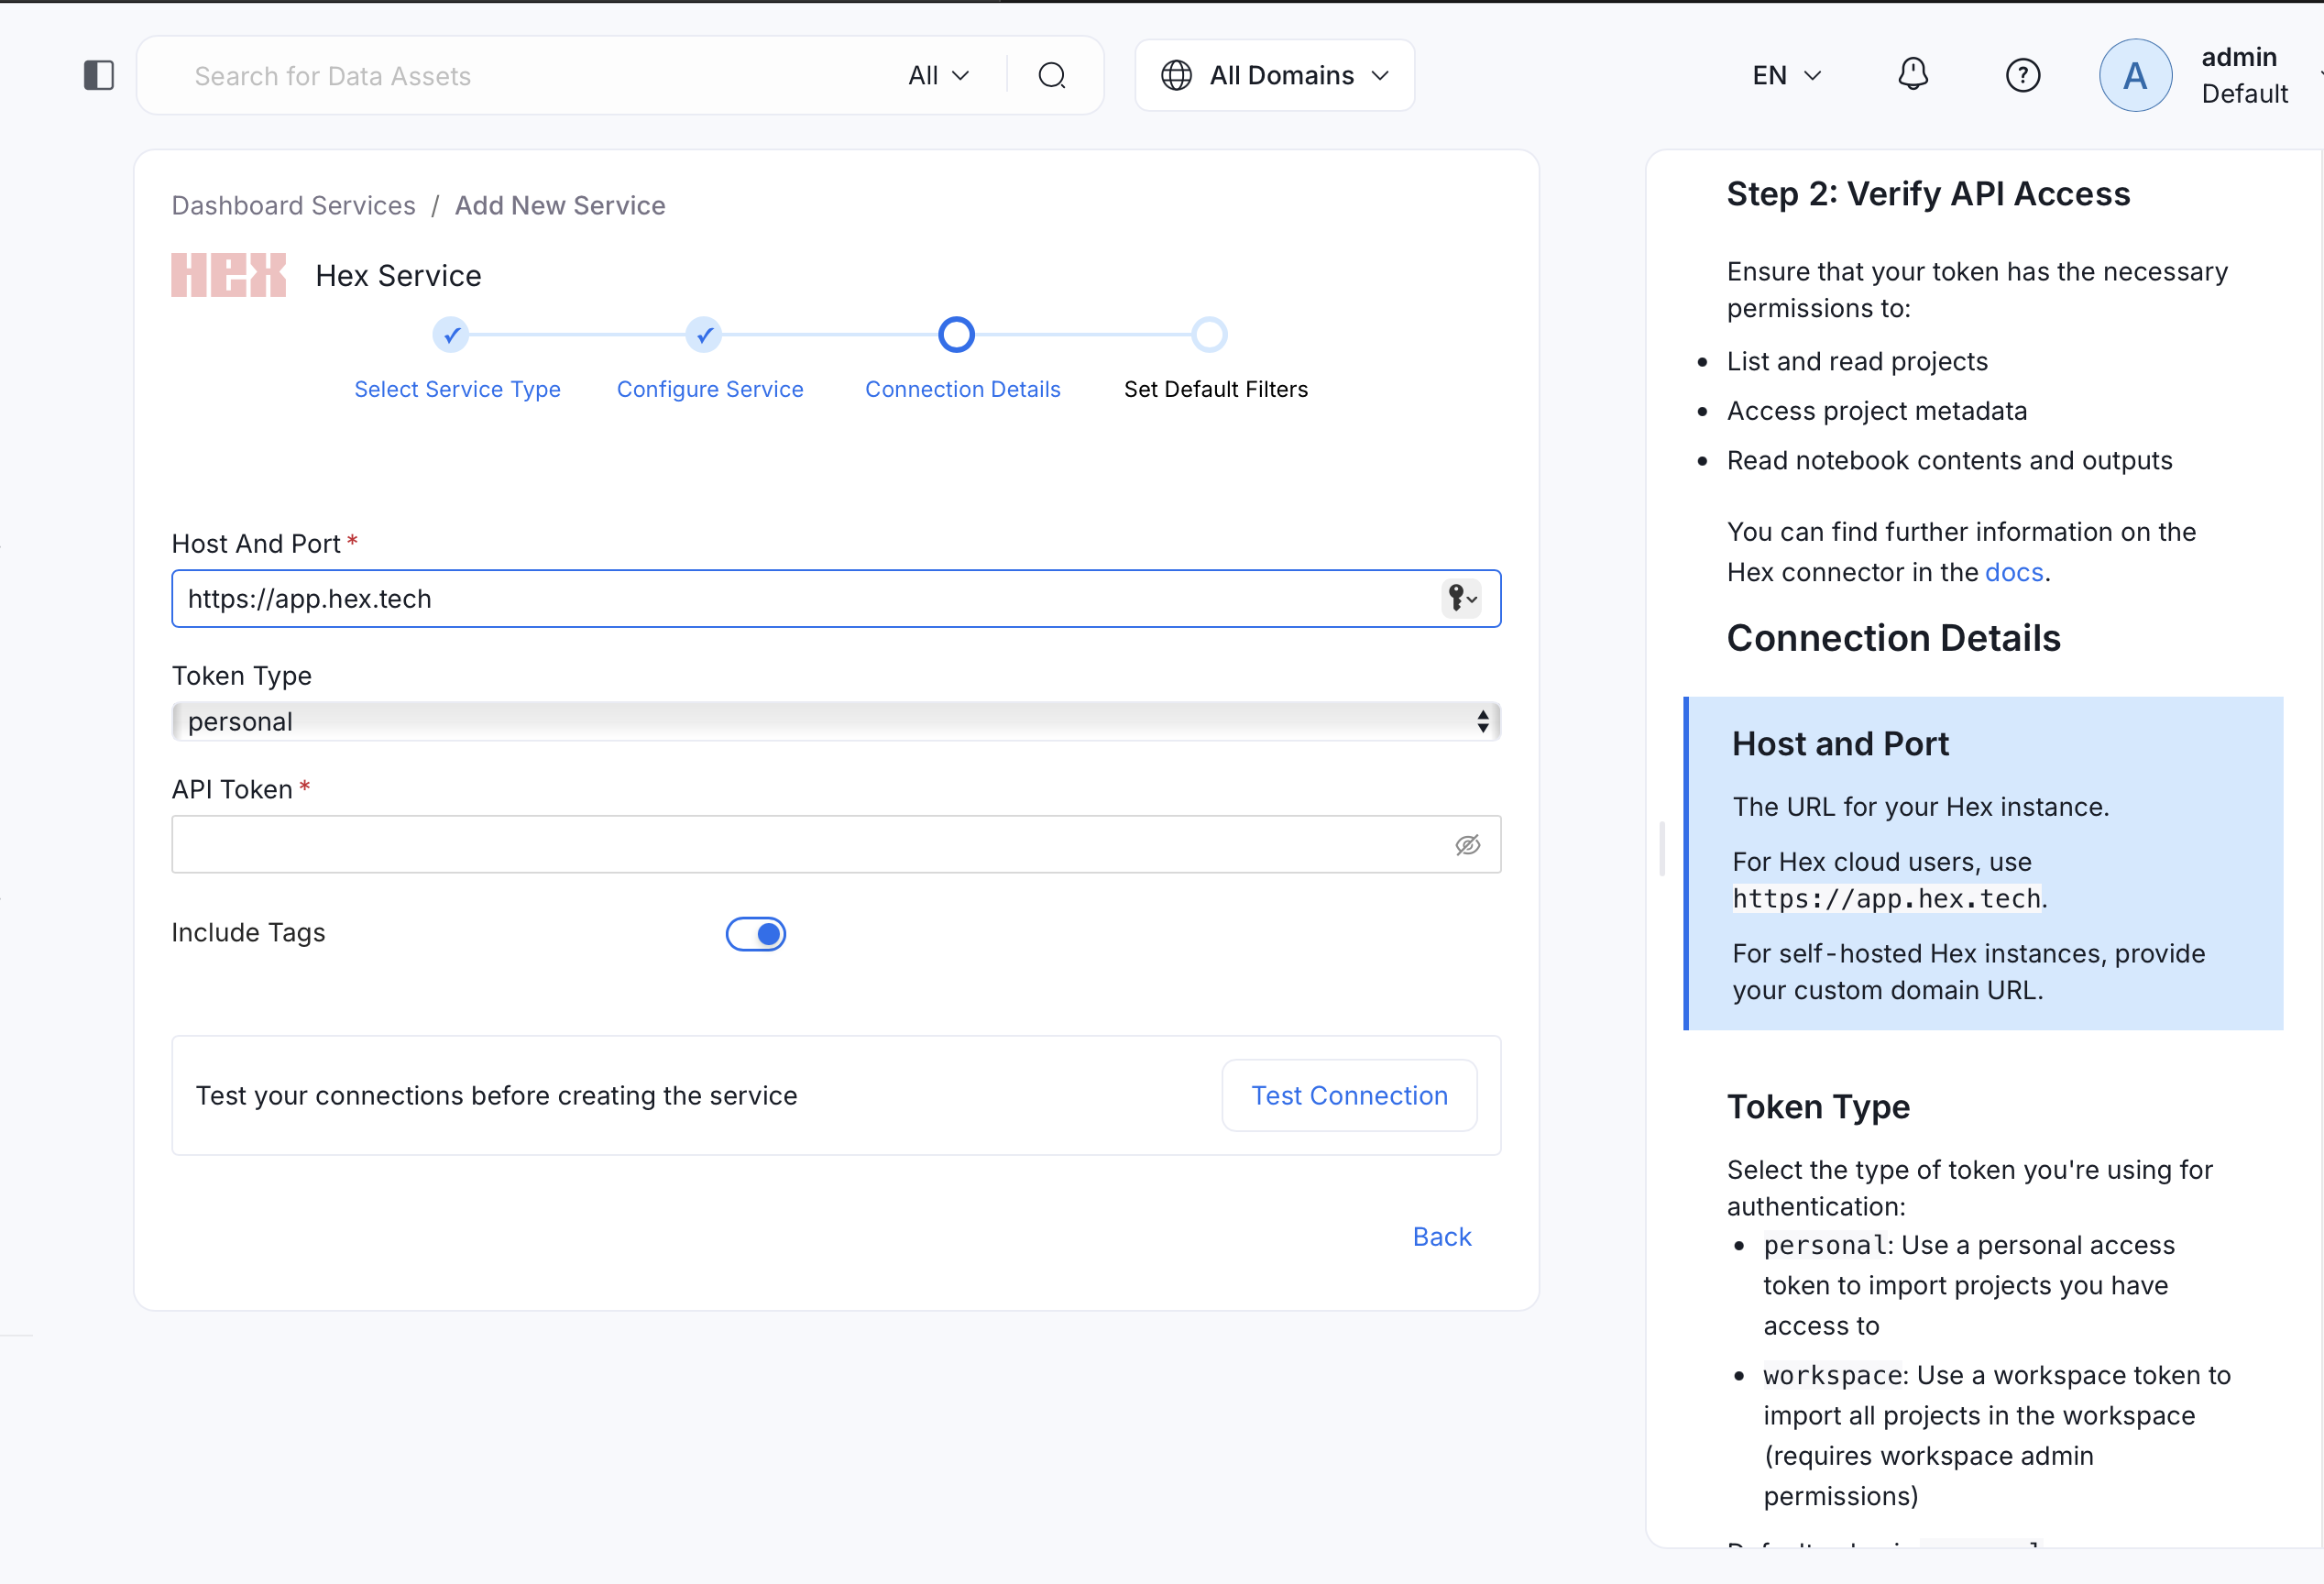 Search for Data Assets
All
All Domains
EN
A
admin
Default
Dashboard Services / Add New Service
HEX
Hex Service
Select Service Type
Configure Service
Connection Details
Set Default Filters
Host And Port *
https://app.hex.tech
Token Type
personal
API Token *
Include Tags
Test your connections before creating the service
Test Connection
Back
Step 2: Verify API Access
Ensure that your token has the necessary
permissions to:
• List and read projects
• Access project metadata
• Read notebook contents and outputs
You can find further information on the
Hex connector in the docs.
Connection Details
Host and Port
The URL for your Hex instance.
For Hex cloud users, use
https://app.hex.tech.
For self-hosted Hex instances, provide
your custom domain URL.
Token Type
Select the type of token you're using for
authentication:
• personal: Use a personal access
token to import projects you have
access to
• workspace: Use a workspace token to
import all projects in the workspace
(requires workspace admin
permissions)